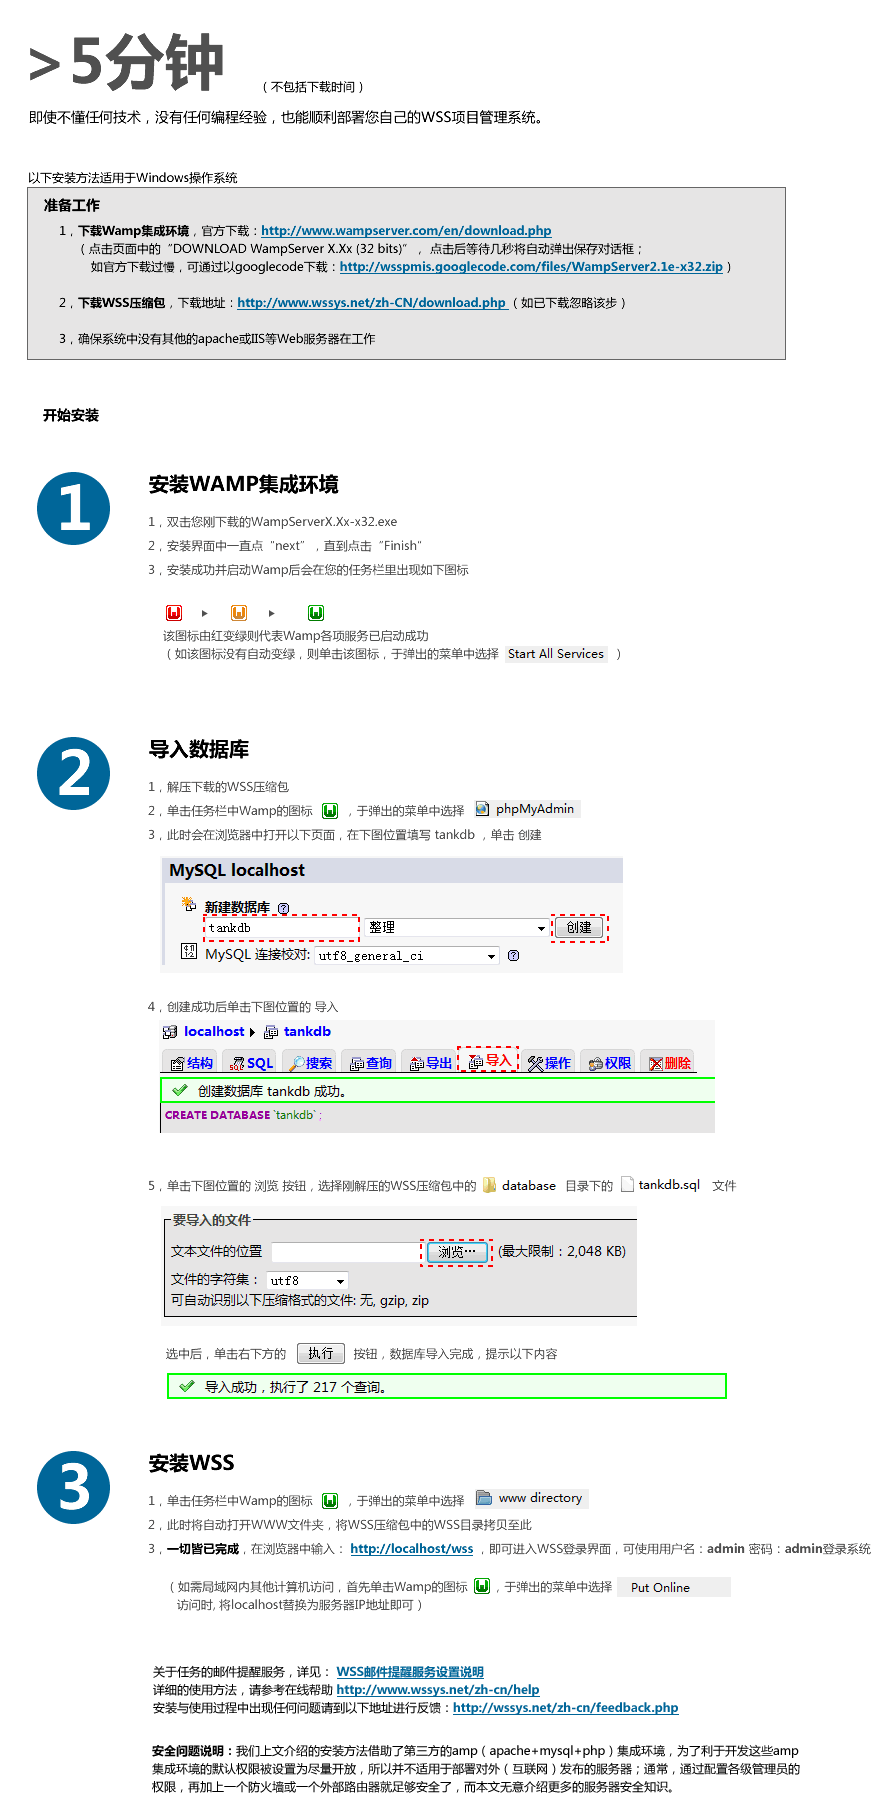 >5分钟 （不包括下载时间）
即使不懂任何技术，没有任何编程经验，也能顺利部署您自己的WSS项目管理系统。
以下安装方法适用于Windows操作系统
准备工作
1，下载Wamp集成环境，官方下载：http://www.wampserver.com/en/download.php
（点击页面中的“DOWNLOAD WampServer X.Xx (32 bits)”，点击后等待几秒将自动弹出保存对话框；
如官方下载过慢，可通过以googlecode下载：http://wsspmis.googlecode.com/files/WampServer2.1e-x32.zip）
2，下载WSS压缩包，下载地址：http://www.wssys.net/zh-CN/download.php（如已下载忽略该步）
3，确保系统中没有其他的apache或IIS等Web服务器在工作
开始安装
1 安装WAMP集成环境
1，双击您刚下载的WampServerX.Xx-x32.exe
2，安装界面中一直点“next”，直到点击“Finish”
3，安装成功并启动Wamp后会在您的任务栏里出现如下图标
该图标由红变绿则代表Wamp各项服务已启动成功
（如该图标没有自动变绿，则单击该图标，于弹出的菜单中选择 Start All Services ）
2 导入数据库
1，解压下载的WSS压缩包
2，单击任务栏中Wamp的图标 ，于弹出的菜单中选择 phpMyAdmin
3，此时会在浏览器中打开以下页面，在下图位置填写 tankdb ，单击 创建
MySQL localhost
新建数据库
tankdb 整理 创建
MySQL 连接校对: utf8_general_ci
4，创建成功后单击下图位置的 导入
localhost ▸ tankdb
结构 SQL 搜索 查询 导出 导入 操作 权限 删除
创建数据库 tankdb 成功。
CREATE DATABASE `tankdb` ;
5，单击下图位置的 浏览 按钮，选择刚解压的WSS压缩包中的 database 目录下的 tankdb.sql 文件
要导入的文件
文本文件的位置 浏览… (最大限制：2,048 KB)
文件的字符集： utf8
可自动识别以下压缩格式的文件: 无, gzip, zip
选中后，单击右下方的 执行 按钮，数据库导入完成，提示以下内容
导入成功，执行了 217 个查询。
3 安装WSS
1，单击任务栏中Wamp的图标 ，于弹出的菜单中选择 www directory
2，此时将自动打开WWW文件夹，将WSS压缩包中的WSS目录拷贝至此
3，一切皆已完成，在浏览器中输入： http://localhost/wss ，即可进入WSS登录界面，可使用用户名：admin 密码：admin登录系统
（如需局域网内其他计算机访问，首先单击Wamp的图标 ，于弹出的菜单中选择 Put Online
访问时, 将localhost替换为服务器IP地址即可）
关于任务的邮件提醒服务，详见： WSS邮件提醒服务设置说明
详细的使用方法，请参考在线帮助 http://www.wssys.net/zh-cn/help
安装与使用过程中出现任何问题请到以下地址进行反馈：http://wssys.net/zh-cn/feedback.php
安全问题说明：我们上文介绍的安装方法借助了第三方的amp（apache+mysql+php）集成环境，为了利于开发这些amp
集成环境的默认权限被设置为尽量开放，所以并不适用于部署对外（互联网）发布的服务器；通常，通过配置各级管理员的
权限，再加上一个防火墙或一个外部路由器就足够安全了，而本文无意介绍更多的服务器安全知识。